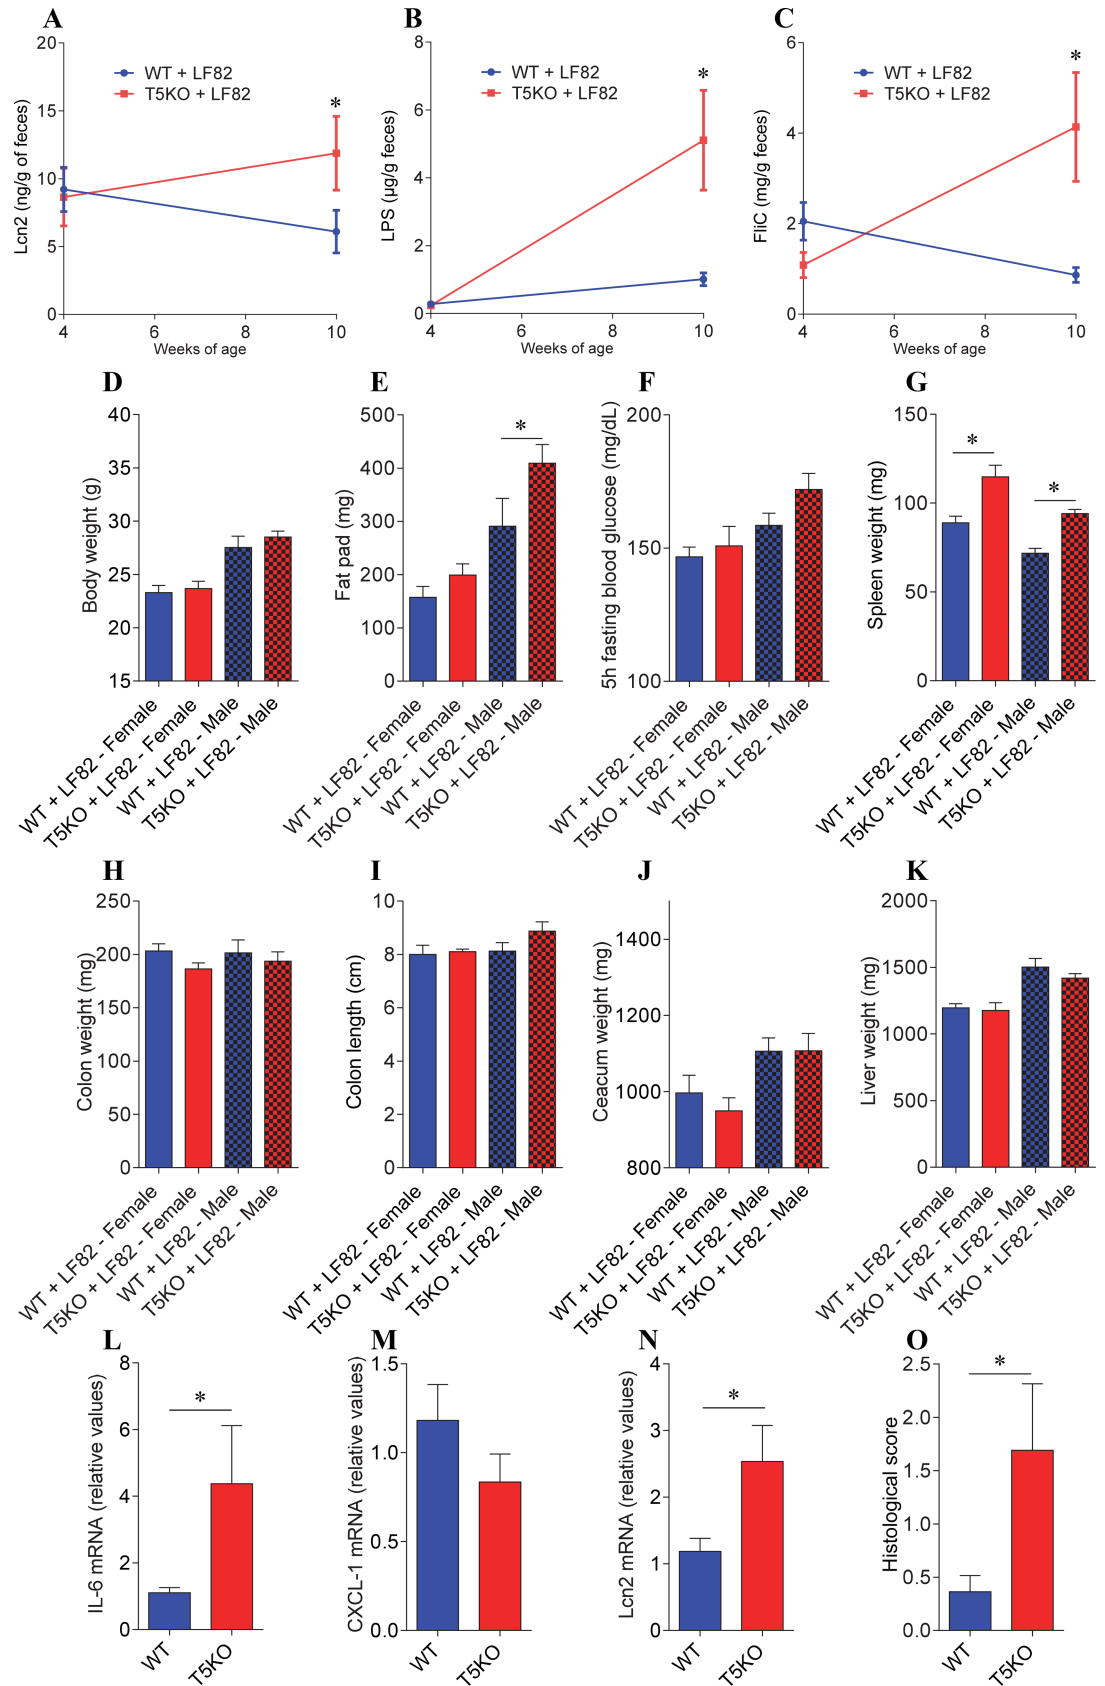 A
Lcn2 (ng/g of feces)
20
15
10
5
0
WT + LF82
T5KO + LF82
*
4
6
8
10
Weeks of age
B
LPS (µg/g feces)
8
6
4
2
0
WT + LF82
T5KO + LF82
*
4
6
8
10
Weeks of age
C
FliC (mg/g feces)
6
4
2
0
WT + LF82
T5KO + LF82
*
4
6
8
10
Weeks of age
D
Body weight (g)
40
35
30
25
20
15
WT + LF82 - Female
T5KO + LF82 - Female
WT + LF82 - Male
T5KO + LF82 - Male
E
Fat pad (mg)
500
400
300
200
100
0
*
WT + LF82 - Female
T5KO + LF82 - Female
WT + LF82 - Male
T5KO + LF82 - Male
F
5h fasting blood glucose (mg/dL)
200
150
100
WT + LF82 - Female
T5KO + LF82 - Female
WT + LF82 - Male
T5KO + LF82 - Male
G
Spleen weight (mg)
150
100
50
0
*
*
WT + LF82 - Female
T5KO + LF82 - Female
WT + LF82 - Male
T5KO + LF82 - Male
H
Colon weight (mg)
250
200
150
100
50
0
WT + LF82 - Female
T5KO + LF82 - Female
WT + LF82 - Male
T5KO + LF82 - Male
I
Colon length (cm)
10
8
6
4
2
0
WT + LF82 - Female
T5KO + LF82 - Female
WT + LF82 - Male
T5KO + LF82 - Male
J
Ceacum weight (mg)
1400
1200
1000
800
WT + LF82 - Female
T5KO + LF82 - Female
WT + LF82 - Male
T5KO + LF82 - Male
K
Liver weight (mg)
2000
1500
1000
500
0
WT + LF82 - Female
T5KO + LF82 - Female
WT + LF82 - Male
T5KO + LF82 - Male
L
IL-6 mRNA (relative values)
8
6
4
2
0
*
WT
T5KO
M
CXCL-1 mRNA (relative values)
1.5
1.0
0.5
0.0
WT
T5KO
N
Lcn2 mRNA (relative values)
4
3
2
1
0
*
WT
T5KO
O
Histological score
2.5
2.0
1.5
1.0
0.5
0.0
*
WT
T5KO